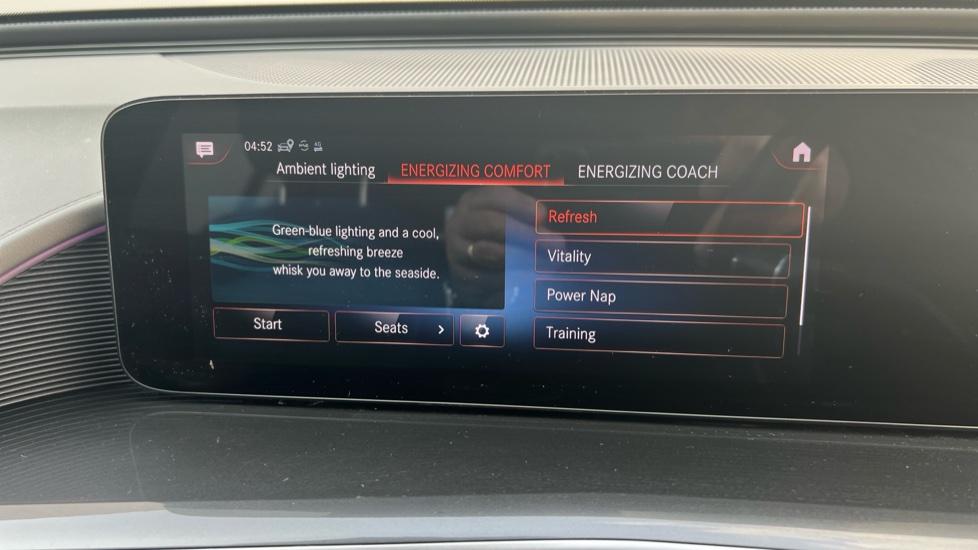 04:52
Ambient lighting
ENERGIZING COMFORT
ENERGIZING COACH
Green-blue lighting and a cool,
refreshing breeze
whisk you away to the seaside.
Start
Seats
Refresh
Vitality
Power Nap
Training